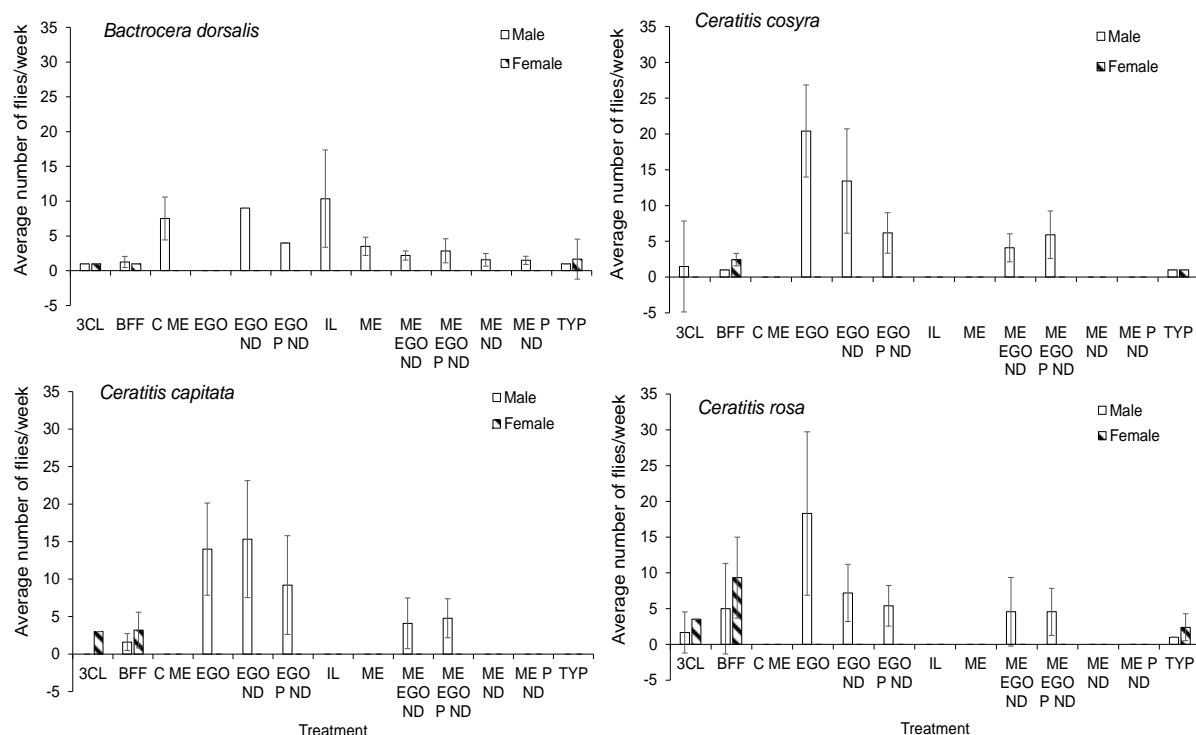 Bactrocera dorsalis
Male
Female
Average number of flies/week
35
30
25
20
15
10
5
0
-5
3CL BFF C ME EGO EGO EGO IL ME ME ME ME ME P TYP
ND P ND EGO EGO ND ND
ND P ND
Ceratitis cosyra
Male
Female
Average number of flies/week
35
30
25
20
15
10
5
0
-5
3CL BFF C ME EGO EGO EGO IL ME ME ME ME ME P TYP
ND P ND EGO EGO ND ND
ND P ND
Ceratitis capitata
Male
Female
Average number of flies/week
35
30
25
20
15
10
5
0
-5
3CL BFF C ME EGO EGO EGO IL ME ME ME ME ME P TYP
ND P ND EGO EGO ND ND
ND P ND
Treatment
Ceratitis rosa
Male
Female
Average number of flies/week
35
30
25
20
15
10
5
0
-5
3CL BFF C ME EGO EGO EGO IL ME ME ME ME ME P TYP
ND P ND EGO EGO ND ND
ND P ND
Treatment